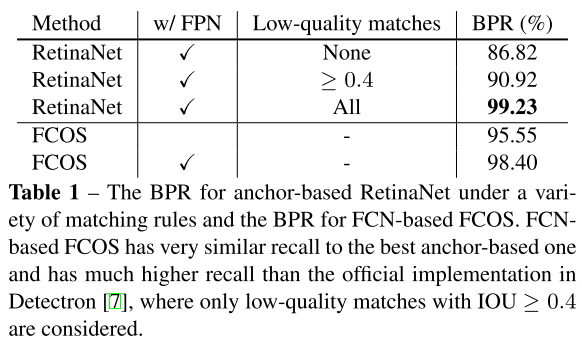 Method w/ FPN Low-quality matches BPR (%)
RetinaNet ✓ None 86.82
RetinaNet ✓ ≥ 0.4 90.92
RetinaNet ✓ All 99.23
FCOS - 95.55
FCOS ✓ - 98.40
Table 1 – The BPR for anchor-based RetinaNet under a vari-
ety of matching rules and the BPR for FCN-based FCOS. FCN-
based FCOS has very similar recall to the best anchor-based one
and has much higher recall than the official implementation in
Detectron [7], where only low-quality matches with IOU ≥ 0.4
are considered.